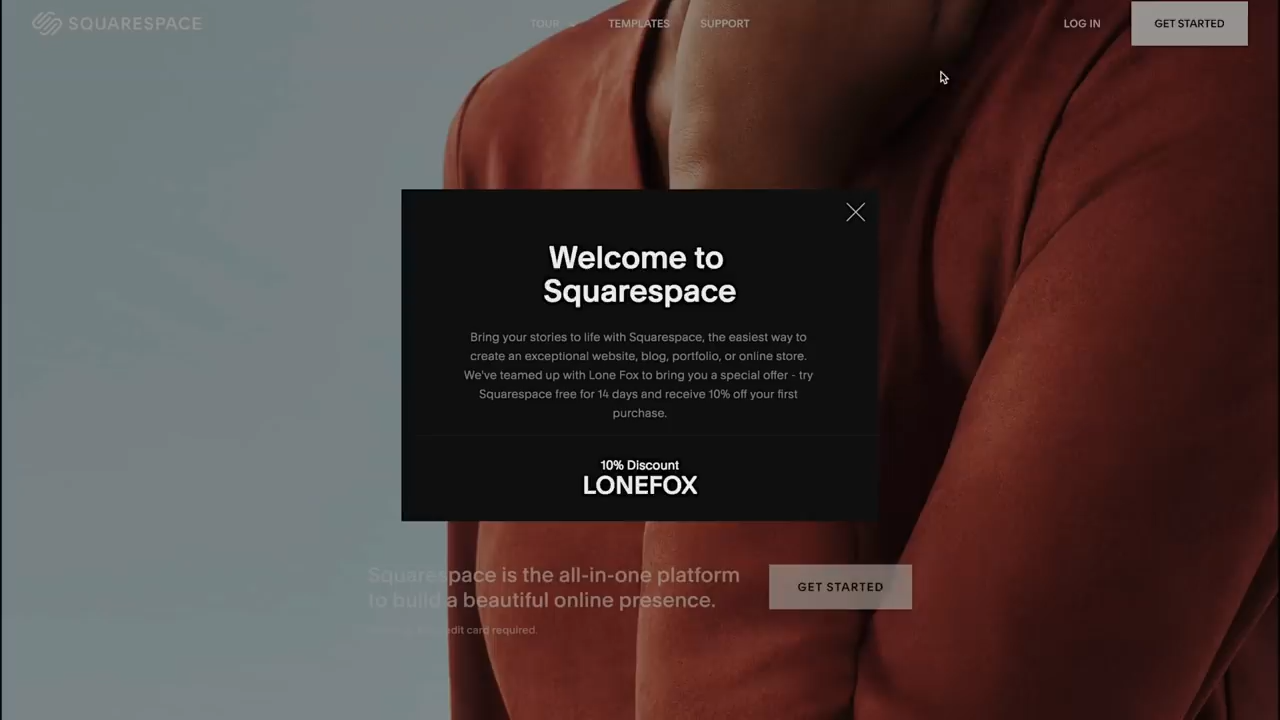 SQUARESPACE
TOUR
TEMPLATES
SUPPORT
LOG IN
GET STARTED
Welcome to
Squarespace
Bring your stories to life with Squarespace, the easiest way to
create an exceptional website, blog, portfolio, or online store.
We've teamed up with Lone Fox to bring you a special offer - try
Squarespace free for 14 days and receive 10% off your first
purchase.
10% Discount
LONEFOX
Squarespace is the all-in-one platform
to build a beautiful online presence.
GET STARTED
card required.